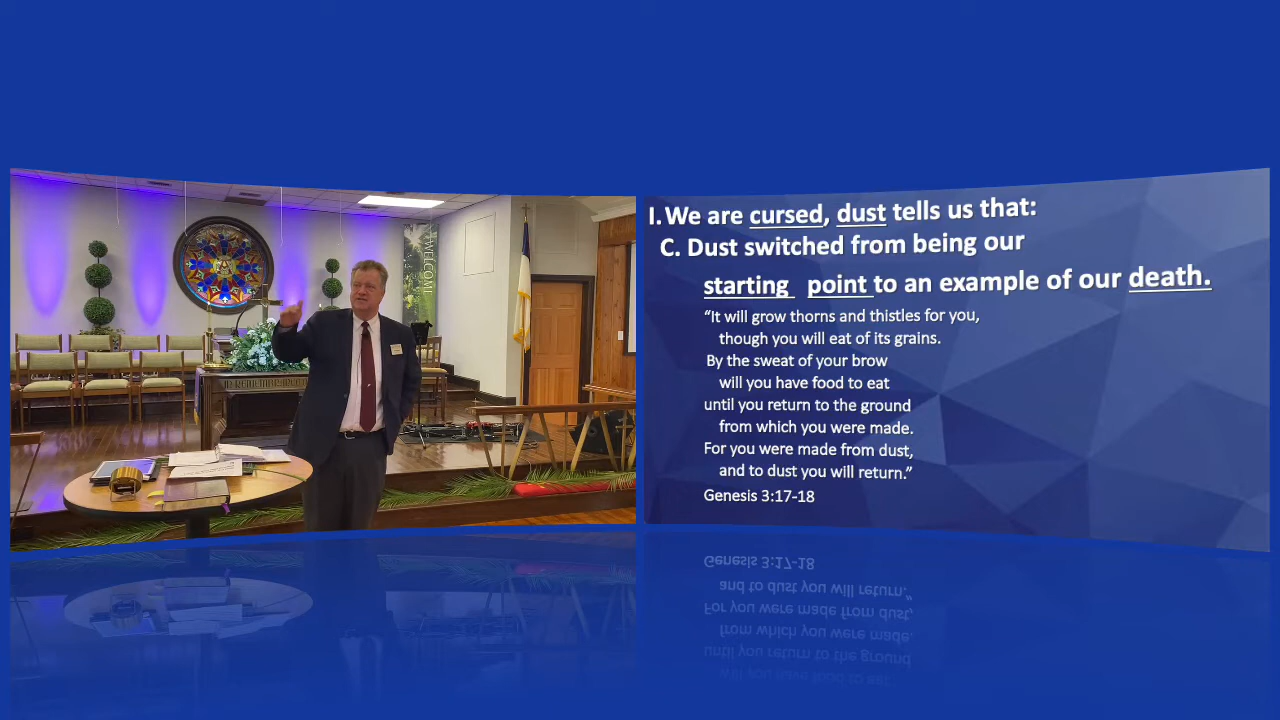 WELCOME
IN REMEMBRANCE
I. We are cursed, dust tells us that:
C. Dust switched from being our
starting point to an example of our death.
“It will grow thorns and thistles for you,
though you will eat of its grains.
By the sweat of your brow
will you have food to eat
until you return to the ground
from which you were made.
For you were made from dust,
and to dust you will return.”
Genesis 3:17-18